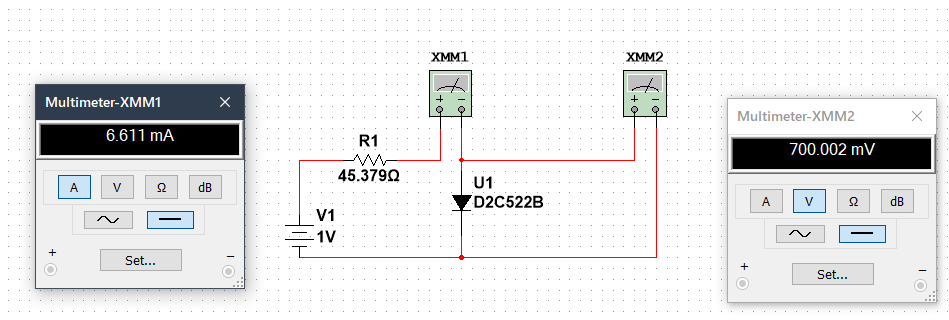 XMM1
XMM2
Multimeter-XMM1
6.611 mA
A V Ω dB
+ Set... −
+ −
+ −
R1
45.379Ω
V1
1V
U1
D2C522B
Multimeter-XMM2
700.002 mV
A V Ω dB
+ Set... −